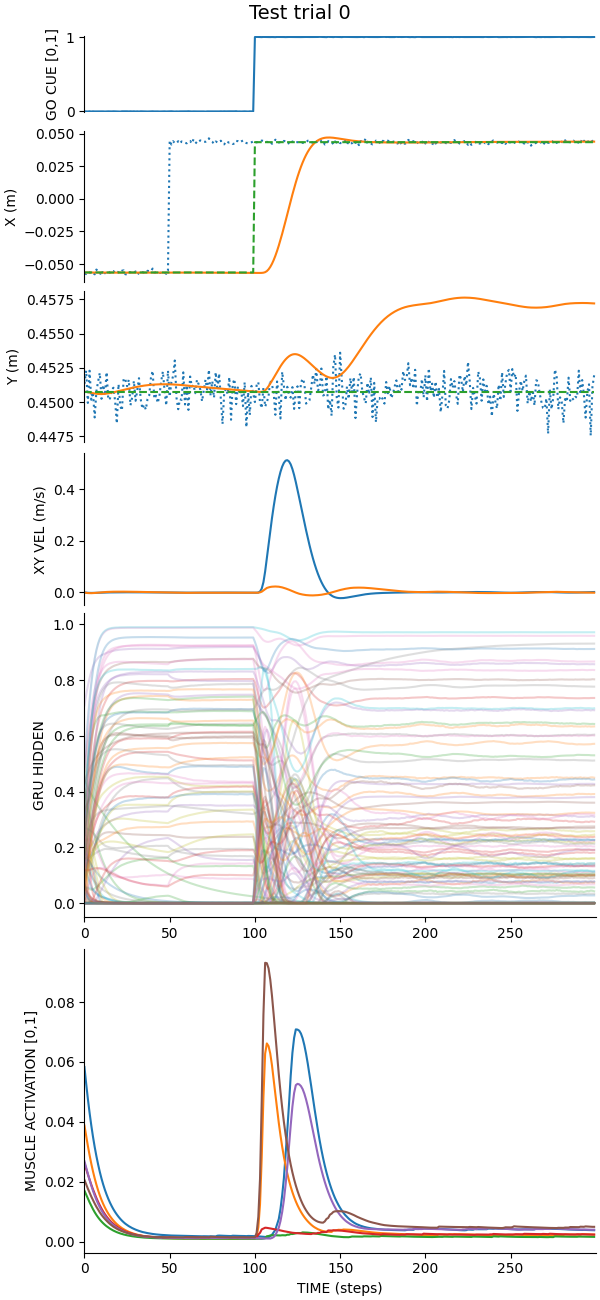 Test trial 0
GO CUE [0,1]
1
0
X (m)
0.050
0.025
0.000
−0.025
−0.050
Y (m)
0.4575
0.4550
0.4525
0.4500
0.4475
XY VEL (m/s)
0.4
0.2
0.0
GRU HIDDEN
1.0
0.8
0.6
0.4
0.2
0.0
0 50 100 150 200 250
MUSCLE ACTIVATION [0,1]
0.08
0.06
0.04
0.02
0.00
0 50 100 150 200 250
TIME (steps)